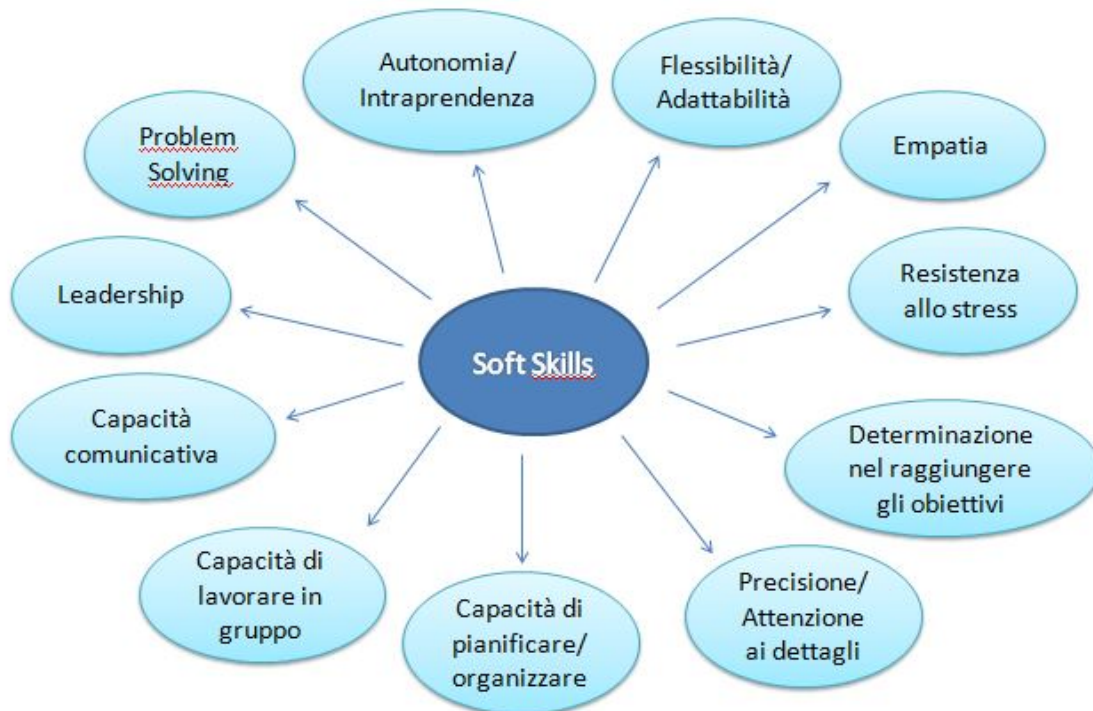 Autonomia/
Intraprendenza
Flessibilità/
Adattabilità
Problem
Solving
Empatia
Leadership
Resistenza
allo stress
Soft Skills
Capacità
comunicativa
Determinazione
nel raggiungere
gli obiettivi
Capacità di
lavorare in
gruppo
Capacità di
pianificare/
organizzare
Precisione/
Attenzione
ai dettagli